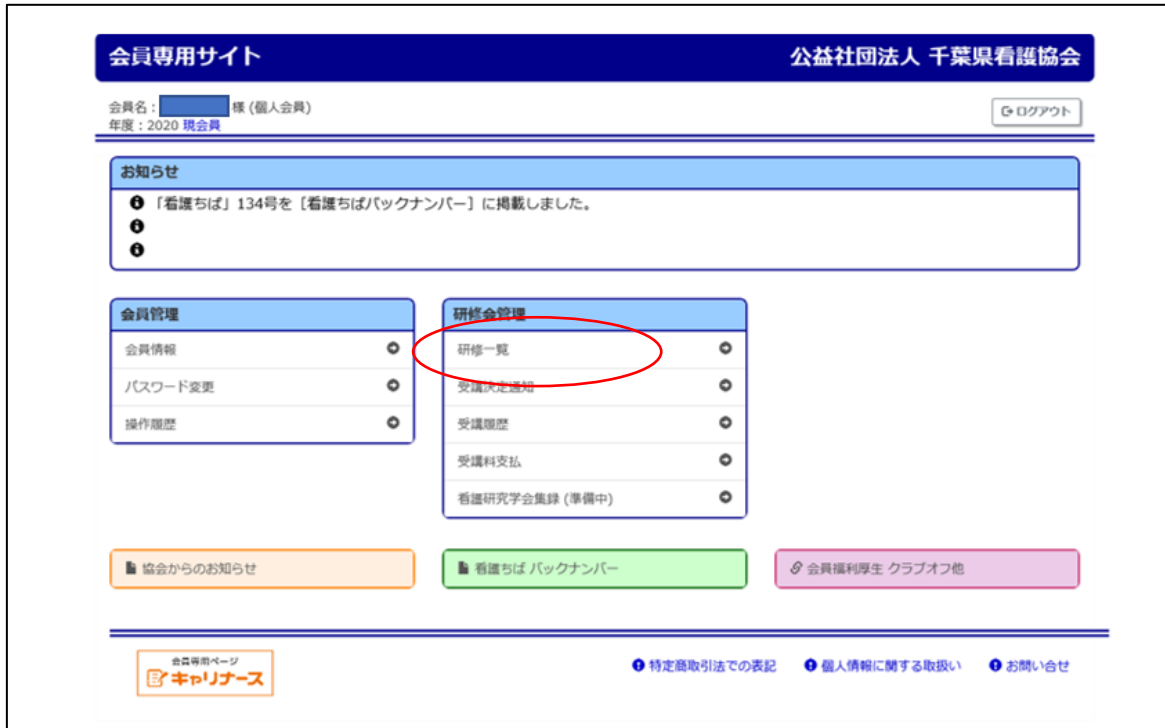 会員専用サイト 公益社団法人 千葉県看護協会
会員名： 様 (個人会員)
ログアウト
年度：2020 現会員
お知らせ
「看護ちば」134号を［看護ちばバックナンバー］に掲載しました。
会員管理
会員情報
パスワード変更
操作履歴
研修会管理
研修一覧
受講決定通知
受講履歴
受講料支払
看護研究学会集録 (準備中)
協会からのお知らせ
看護ちば バックナンバー
会員福利厚生 クラブオフ他
会員専用ページ
キャリナース
特定商取引法での表記 個人情報に関する取扱い お問い合せ